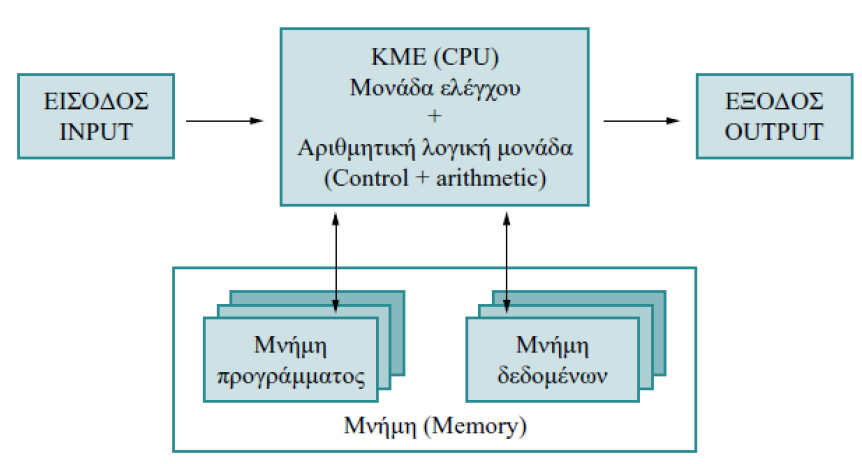 ΕΙΣΟΔΟΣ
INPUT
ΚΜΕ (CPU)
Μονάδα ελέγχου
+
Αριθμητική λογική μονάδα
(Control + arithmetic)
ΕΞΟΔΟΣ
OUTPUT
Μνήμη
προγράμματος
Μνήμη
δεδομένων
Μνήμη (Memory)